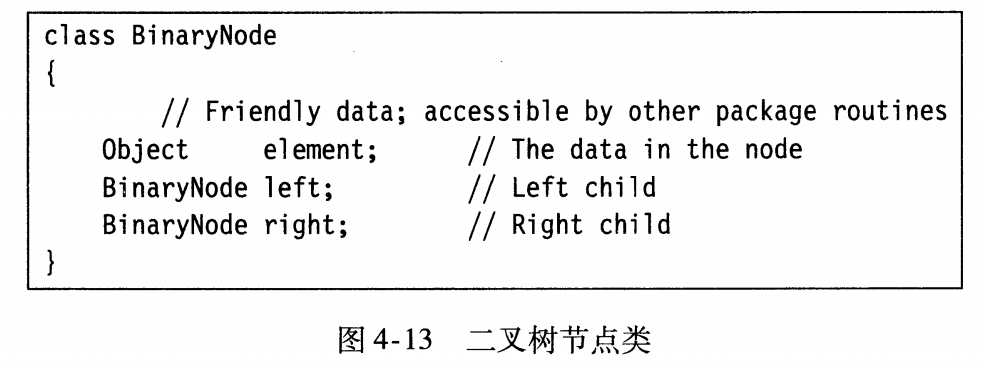 class BinaryNode
{
// Friendly data; accessible by other package routines
Object element; // The data in the node
BinaryNode left; // Left child
BinaryNode right; // Right child
}
图4-13 二叉树节点类